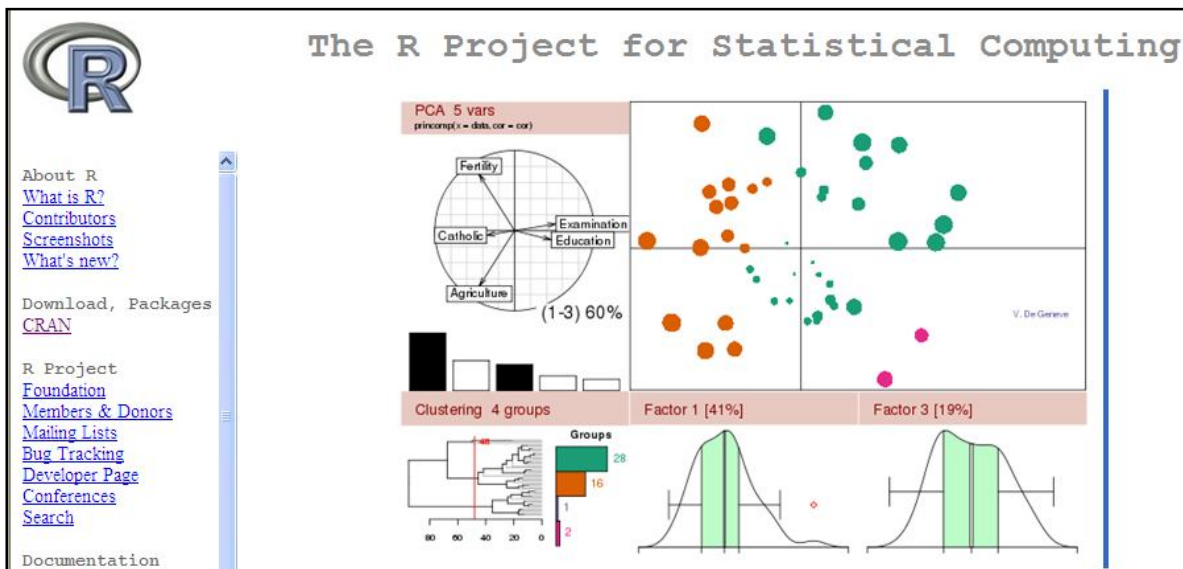 R
The R Project for Statistical Computing
About R
What is R?
Contributors
Screenshots
What's new?
Download, Packages
CRAN
R Project
Foundation
Members & Donors
Mailing Lists
Bug Tracking
Developer Page
Conferences
Search
Documentation
PCA 5 vars
princomp(x = data, cor = cor)
Fertility
Examination
Catholic
Education
Agriculture
(1-3) 60%
V. De Geneve
Clustering 4 groups
Factor 1 [41%]
Factor 3 [19%]
Groups
48
28
16
1
2
80 60 40 20 0